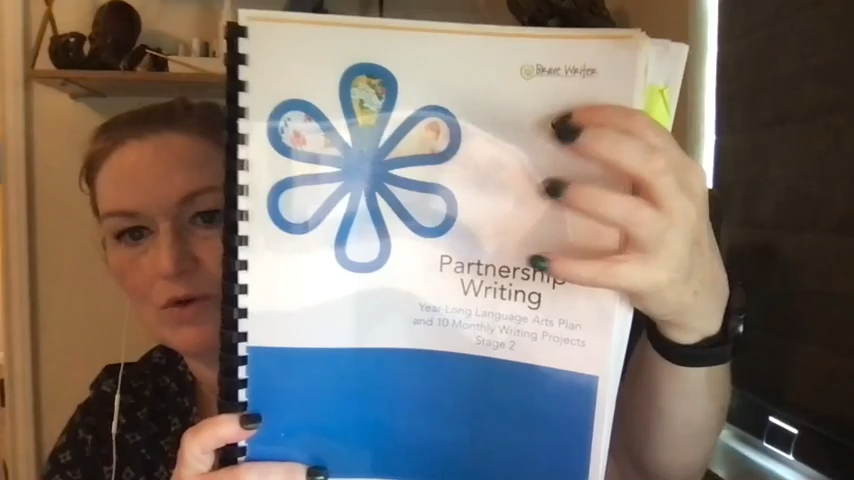 Brave Writer
Partnership
Writing
Year-Long Language Arts Plan
and 10 Monthly Writing Projects
Stage 2